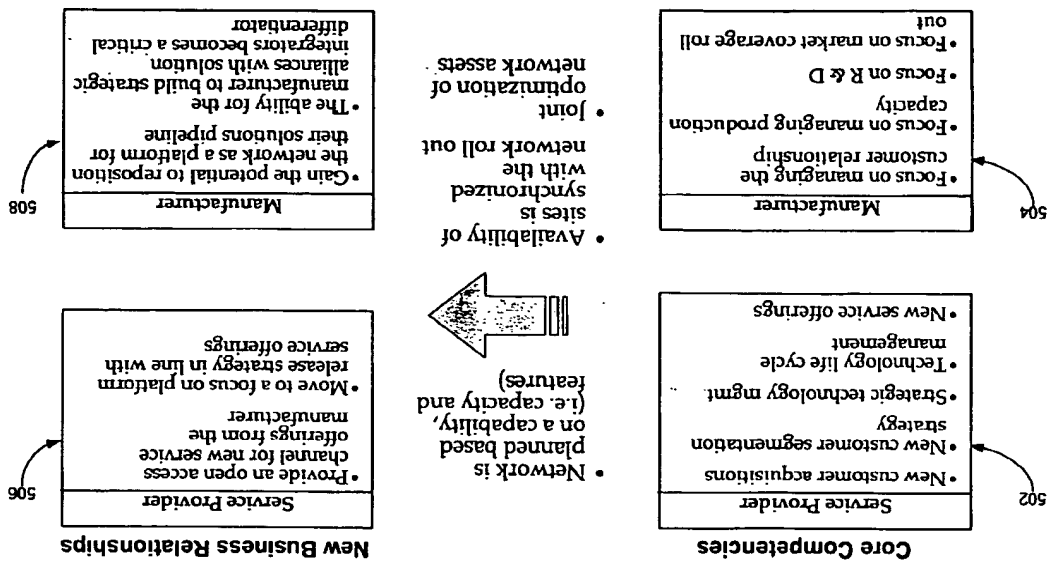 Core Competencies
Service Provider
• New customer acquisitions
• New customer segmentation
strategy
• Strategic technology mgmt
• Technology life cycle
management
• New service offerings
502
Manufacturer
• Focus on managing the
customer relationship
• Focus on managing production
capacity
• Focus on R & D
• Focus on market coverage roll
out
504
• Network is
planned based
on a capability,
(i.e. capacity and
features)
• Availability of
sites is
synchronized
with the
network roll out
• Joint
optimization of
network assets
New Business Relationships
Service Provider
• Provide an open access
channel for new service
offerings from the
manufacturer
• Move to a focus on platform
release strategy in line with
service offerings
506
Manufacturer
• Gain the potential to reposition
the network as a platform for
their solutions pipeline
• The ability for the
manufacturer to build strategic
alliances with solution
integrators becomes a critical
differentiator
508